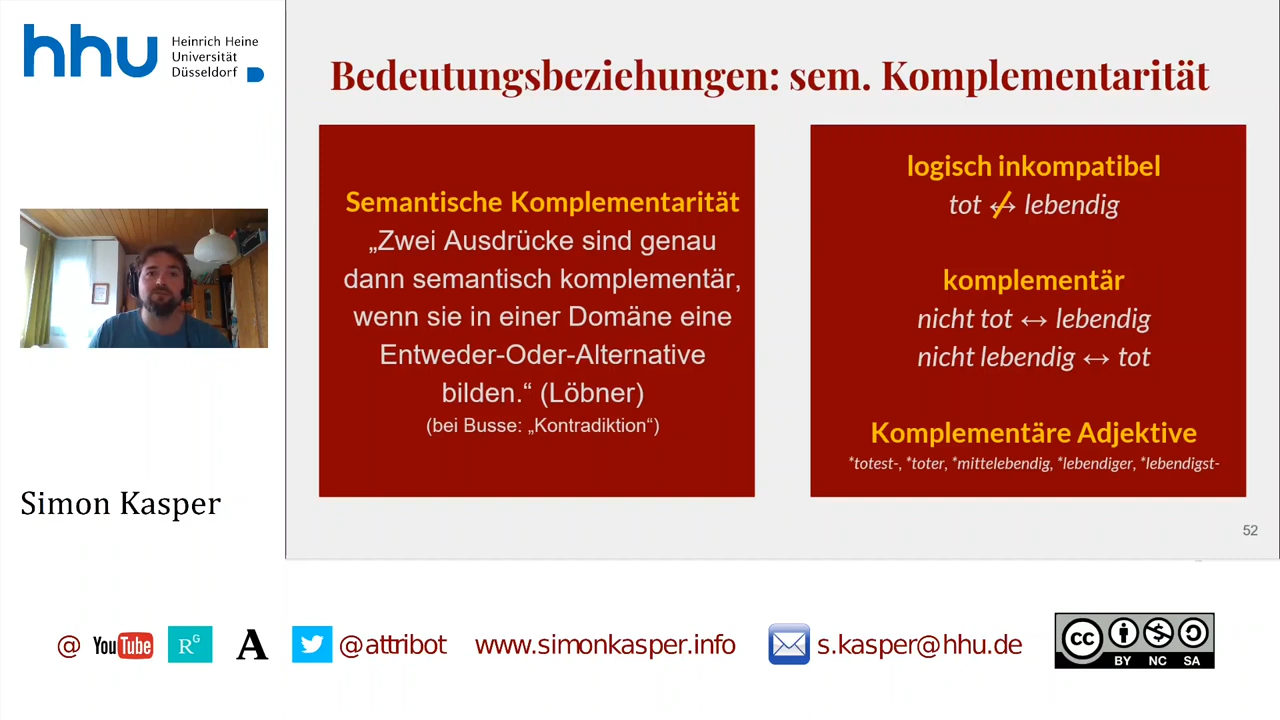 hhu
Heinrich Heine
Universität
Düsseldorf
Bedeutungsbeziehungen: sem. Komplementarität
Semantische Komplementarität
„Zwei Ausdrücke sind genau
dann semantisch komplementär,
wenn sie in einer Domäne eine
Entweder-Oder-Alternative
bilden.“ (Löbner)
(bei Busse: „Kontradiktion“)
logisch inkompatibel
tot ↮ lebendig
komplementär
nicht tot ↔ lebendig
nicht lebendig ↔ tot
Komplementäre Adjektive
*totest-, *toter, *mittelebendig, *lebendiger, *lebendigst-
52
Simon Kasper
@ YouTube RG A @attribot www.simonkasper.info s.kasper@hhu.de
cc BY NC SA